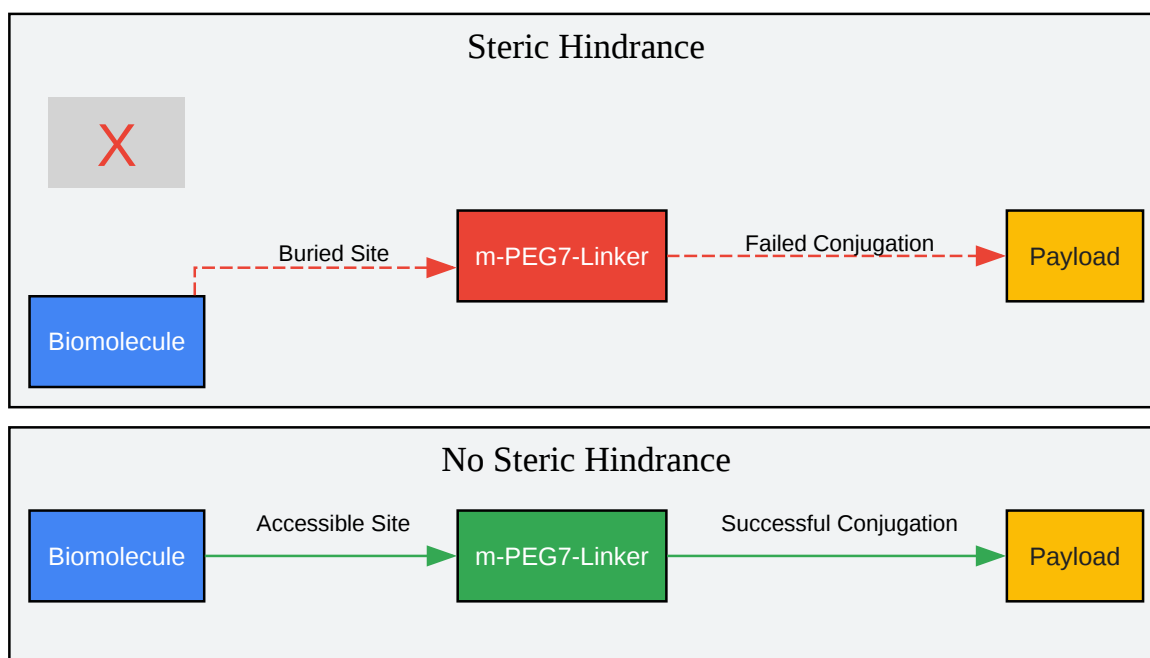 Steric Hindrance
X
Buried Site
m-PEG7-Linker
Failed Conjugation
Payload
Biomolecule
No Steric Hindrance
Biomolecule
Accessible Site
m-PEG7-Linker
Successful Conjugation
Payload